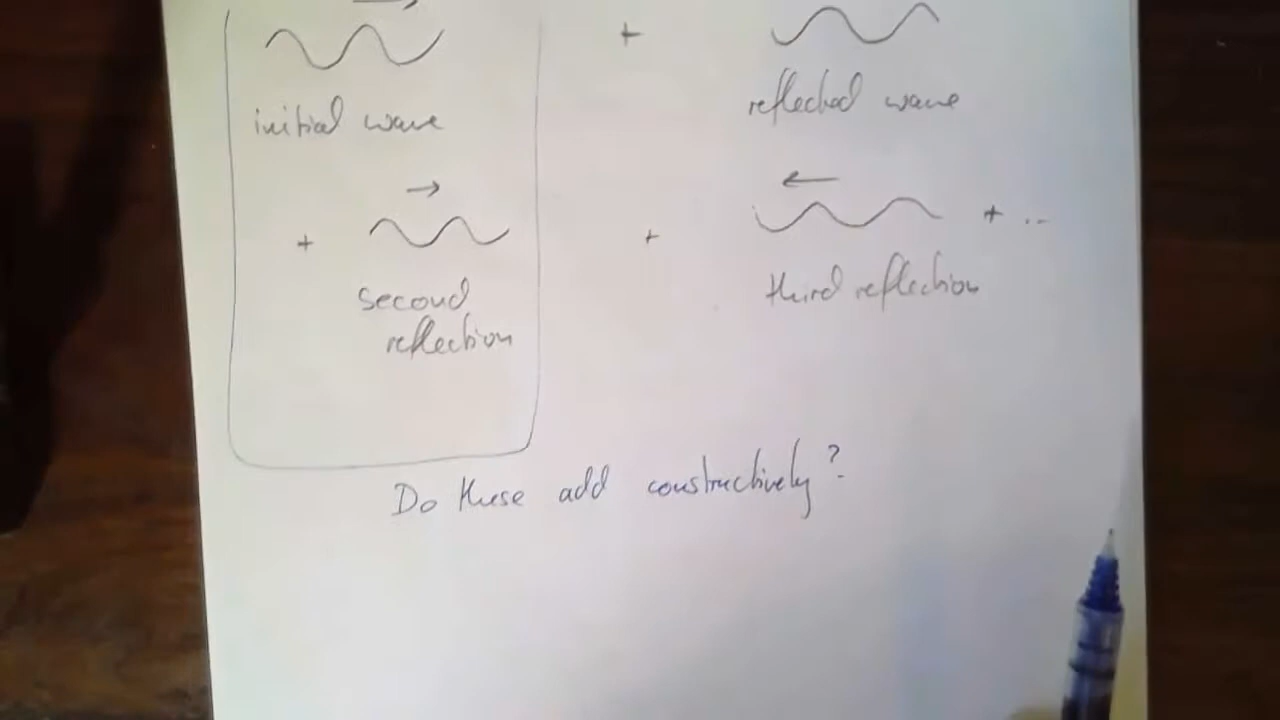 +
initial wave
reflected wave
+
+
+ ..
second
reflection
third reflection
Do these add constructively?